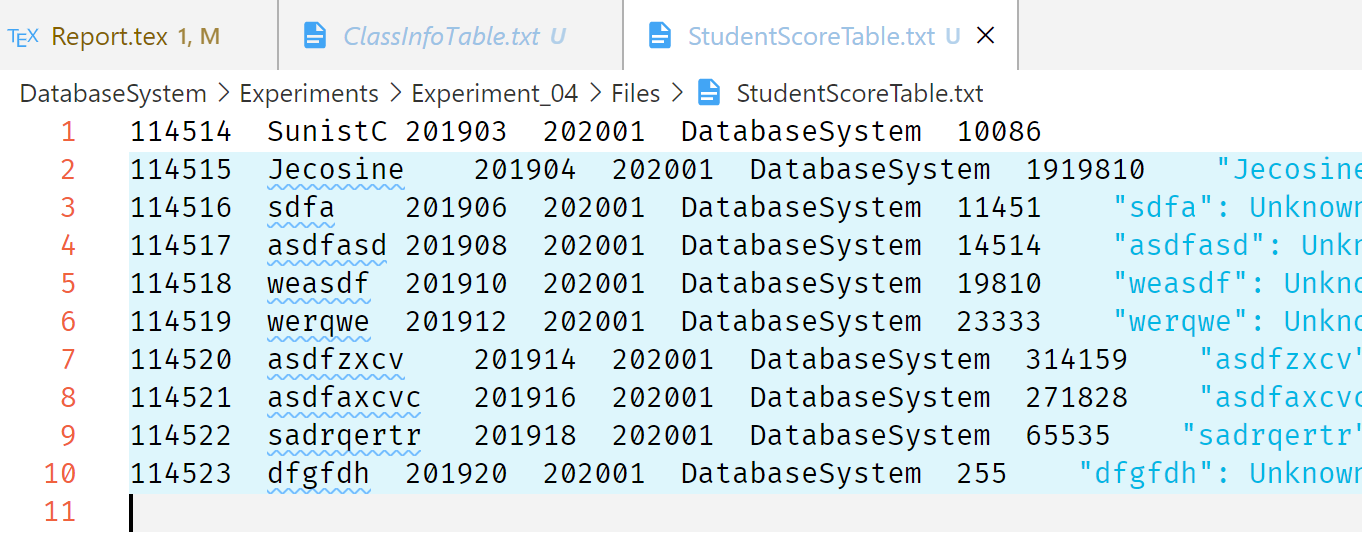 TEX Report.tex 1, M ClassInfoTable.txt U StudentScoreTable.txt U
DatabaseSystem > Experiments > Experiment_04 > Files > StudentScoreTable.txt
1 114514 SunistC 201903 202001 DatabaseSystem 10086
2 114515 Jecosine 201904 202001 DatabaseSystem 1919810 "Jecosine
3 114516 sdfa 201906 202001 DatabaseSystem 11451 "sdfa": Unknown
4 114517 asdfasd 201908 202001 DatabaseSystem 14514 "asdfasd": Unkn
5 114518 weasdf 201910 202001 DatabaseSystem 19810 "weasdf": Unkno
6 114519 werqwe 201912 202001 DatabaseSystem 23333 "werqwe": Unkno
7 114520 asdfzxcv 201914 202001 DatabaseSystem 314159 "asdfzxcv"
8 114521 asdfaxcvc 201916 202001 DatabaseSystem 271828 "asdfaxcvc
9 114522 sadrqertr 201918 202001 DatabaseSystem 65535 "sadrqertr"
10 114523 dfgfdh 201920 202001 DatabaseSystem 255 "dfgfdh": Unknown
11